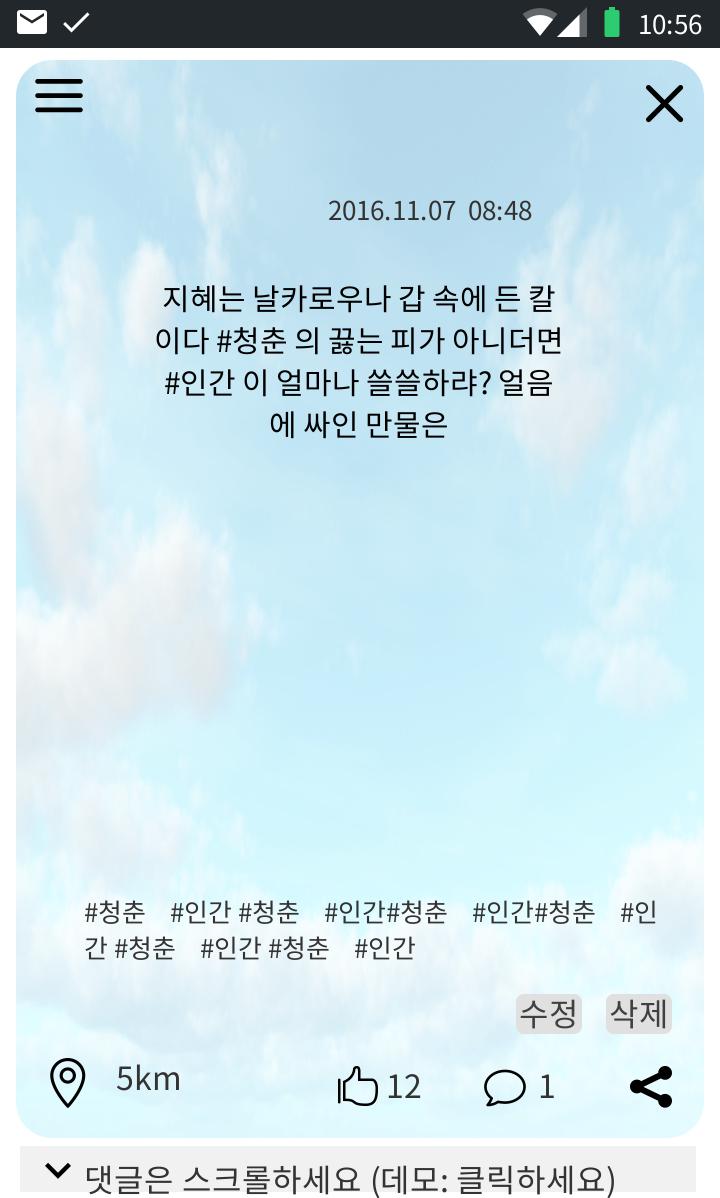 10:56
2016.11.07 08:48
지혜는 날카로우나 갑 속에 든 칼
이다 #청춘 의 끓는 피가 아니더면
#인간 이 얼마나 쓸쓸하랴? 얼음
에 싸인 만물은
#청춘 #인간 #청춘 #인간#청춘 #인간#청춘 #인
간 #청춘 #인간 #청춘 #인간
수정 삭제
5km 12 1
댓글은 스크롤하세요 (데모: 클릭하세요)